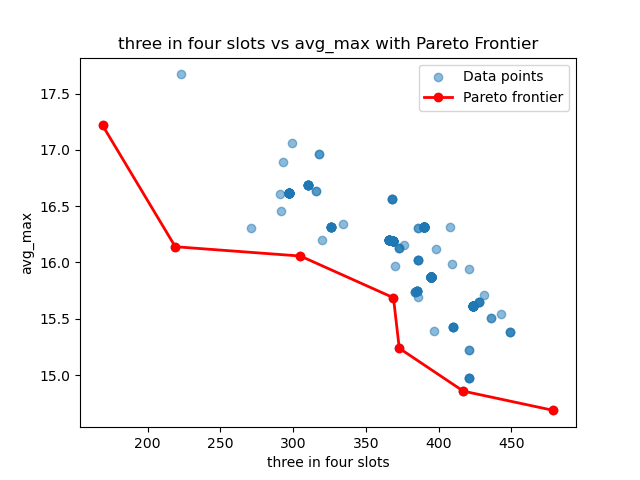 three in four slots vs avg_max with Pareto Frontier
Data points
Pareto frontier
17.5
17.0
16.5
16.0
15.5
15.0
avg_max
200
250
300
350
400
450
three in four slots